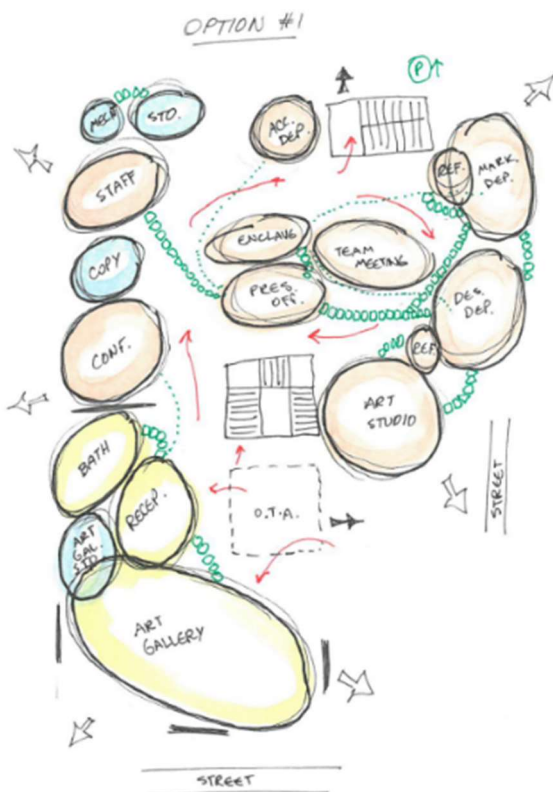 OPTION #1
P
MECH
STO.
ACC.
DEP.
STAFF
REF.
MARK.
DEP.
ENCLAVE
TEAM
MEETING
COPY
PRES.
OFF.
DES.
DEP.
CONF.
REF.
ART
STUDIO
BATH
RECEP.
O.T.A.
STREET
ART
GAL.
STO.
ART
GALLERY
STREET